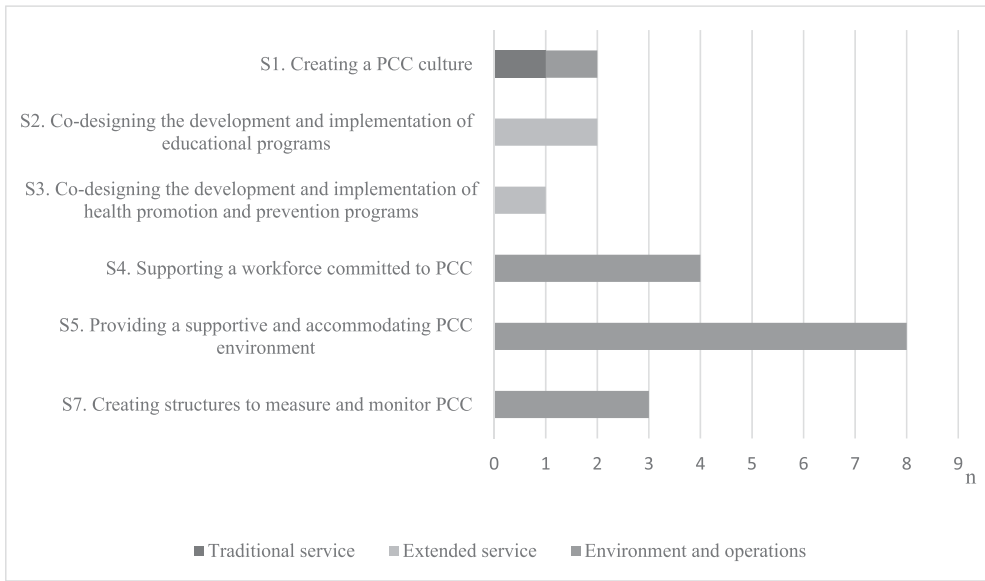 S1. Creating a PCC culture
S2. Co-designing the development and implementation of
educational programs
S3. Co-designing the development and implementation of
health promotion and prevention programs
S4. Supporting a workforce committed to PCC
S5. Providing a supportive and accommodating PCC
environment
S7. Creating structures to measure and monitor PCC
0 1 2 3 4 5 6 7 8 9
n
Traditional service Extended service Environment and operations